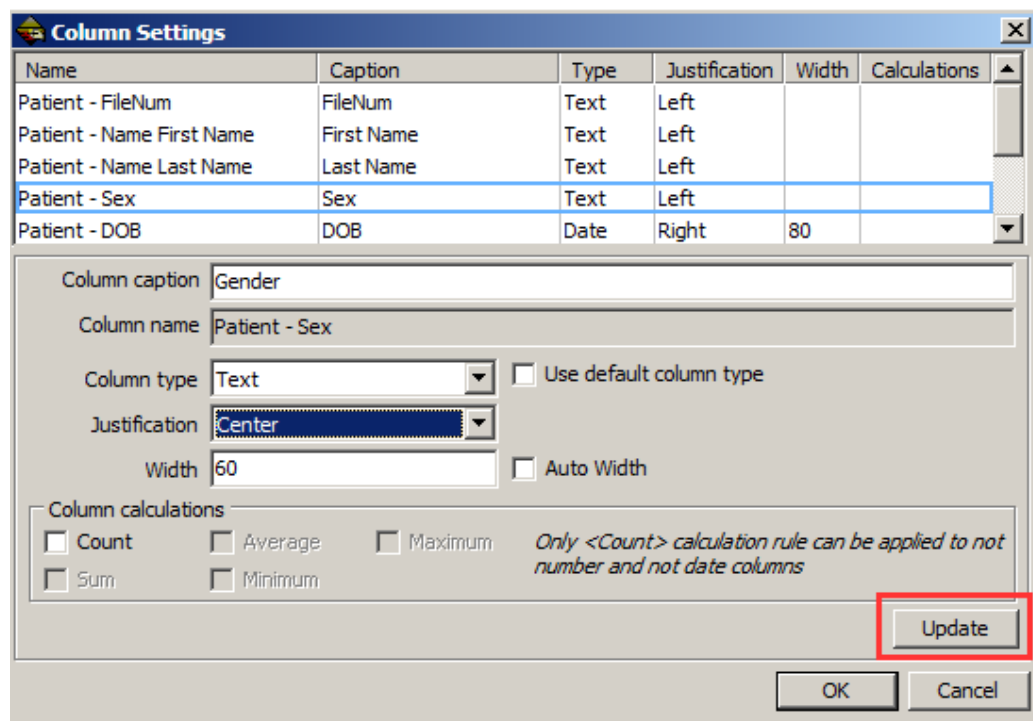 Column Settings
Name Caption Type Justification Width Calculations
Patient - FileNum FileNum Text Left
Patient - Name First Name First Name Text Left
Patient - Name Last Name Last Name Text Left
Patient - Sex Sex Text Left
Patient - DOB DOB Date Right 80
Column caption Gender
Column name Patient - Sex
Column type Text Use default column type
Justification Center
Width 60 Auto Width
Column calculations
Count Average Maximum Only <Count> calculation rule can be applied to not
Sum Minimum number and not date columns
Update
OK Cancel